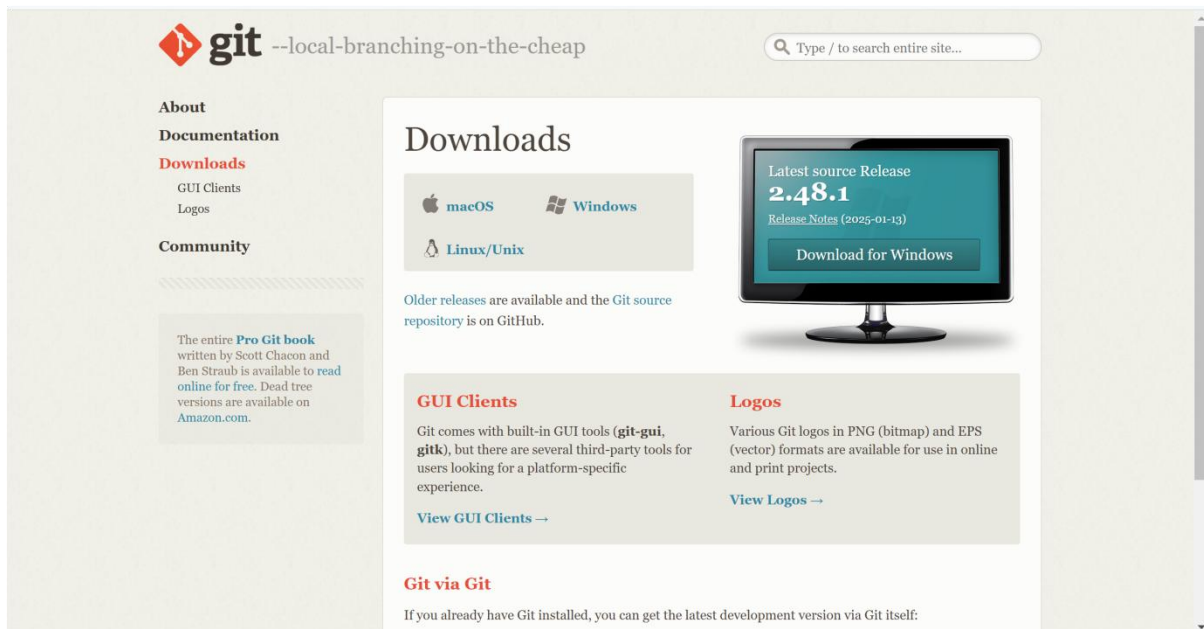 git --local-branching-on-the-cheap
Type / to search entire site...
About
Documentation
Downloads
GUI Clients
Logos
Community
The entire Pro Git book
written by Scott Chacon and
Ben Straub is available to read
online for free. Dead tree
versions are available on
Amazon.com.
Downloads
macOS
Windows
Linux/Unix
Older releases are available and the Git source
repository is on GitHub.
Latest source Release
2.48.1
Release Notes (2025-01-13)
Download for Windows
GUI Clients
Git comes with built-in GUI tools (git-gui,
gitk), but there are several third-party tools for
users looking for a platform-specific
experience.
View GUI Clients →
Logos
Various Git logos in PNG (bitmap) and EPS
(vector) formats are available for use in online
and print projects.
View Logos →
Git via Git
If you already have Git installed, you can get the latest development version via Git itself: